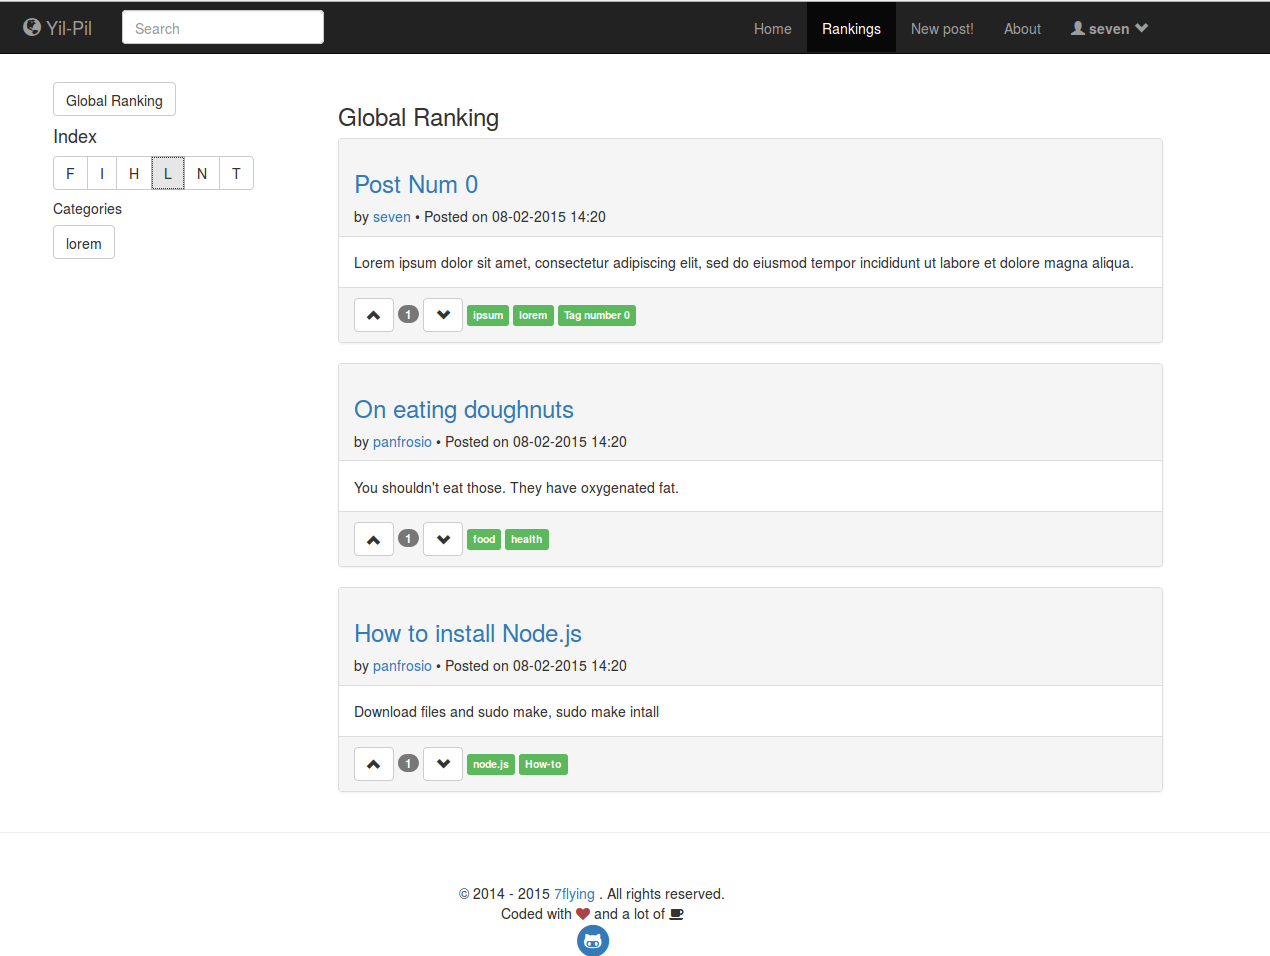 Yil-Pil Search Home Rankings New post! About seven
Global Ranking
Index
F I H L N T
Categories
lorem
Global Ranking
Post Num 0
by seven • Posted on 08-02-2015 14:20
Lorem ipsum dolor sit amet, consectetur adipiscing elit, sed do eiusmod tempor incididunt ut labore et dolore magna aliqua.
1 ipsum lorem Tag number 0
On eating doughnuts
by panfrosio • Posted on 08-02-2015 14:20
You shouldn't eat those. They have oxygenated fat.
1 food health
How to install Node.js
by panfrosio • Posted on 08-02-2015 14:20
Download files and sudo make, sudo make intall
1 node.js How-to
© 2014 - 2015 7flying . All rights reserved.
Coded with and a lot of